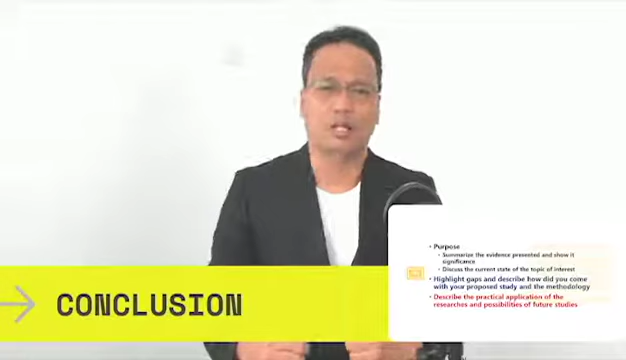 CONCLUSION
• Purpose
• Summarize the evidence presented and show it
significance
• Discuss the current state of the topic of interest
• Highlight gaps and describe how did you come
with your proposed study and the methodology
• Describe the practical application of the
researches and possibilities of future studies